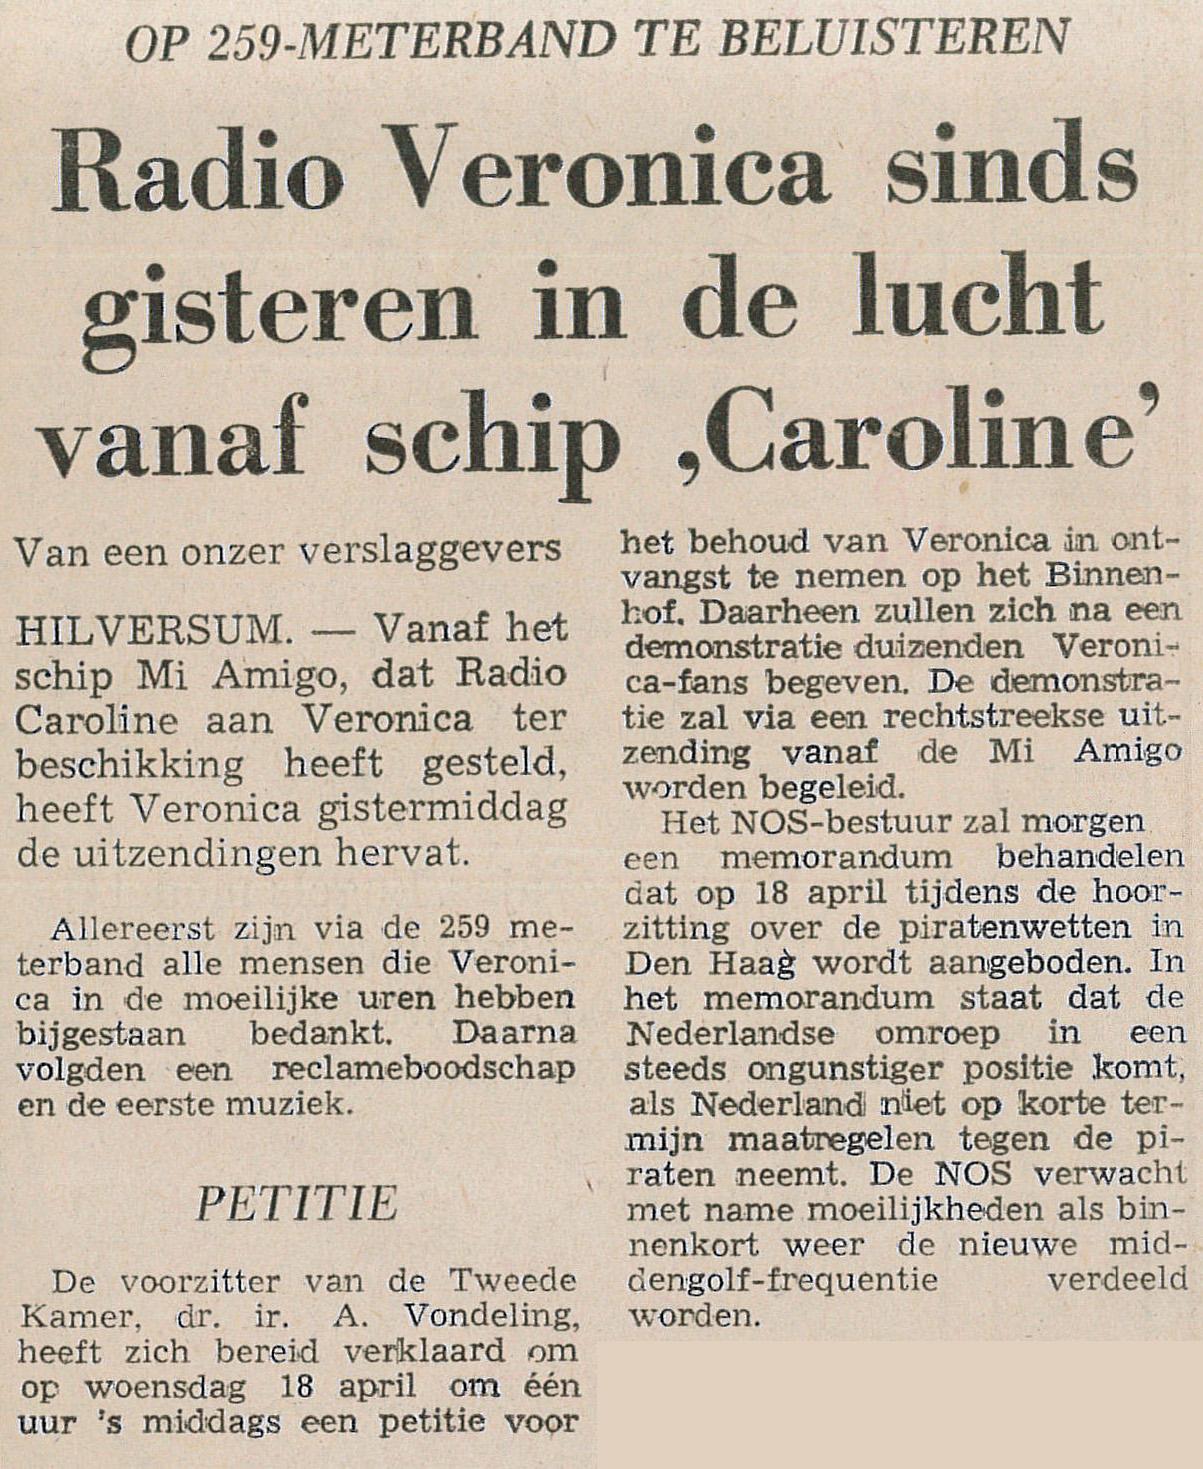 OP 259-METERBAND TE BELUISTEREN
Radio Veronica sinds
gisteren in de lucht
vanaf schip ‚Caroline’
Van een onzer verslaggevers
HILVERSUM. — Vanaf het
schip Mi Amigo, dat Radio
Caroline aan Veronica ter
beschikking heeft gesteld,
heeft Veronica gistermiddag
de uitzendingen hervat.
Allereerst zijn via de 259 me-
terband alle mensen die Veroni-
ca in de moeilijke uren hebben
bijgestaan bedankt. Daarna
volgden een reclameboodschap
en de eerste muziek.
PETITIE
De voorzitter van de Tweede
Kamer, dr. ir. A. Vondeling,
heeft zich bereid verklaard om
op woensdag 18 april om één
uur 's middags een petitie voor
het behoud van Veronica in ont-
vangst te nemen op het Binnen-
hof. Daarheen zullen zich na een
demonstratie duizenden Veroni-
ca-fans begeven. De demonstra-
tie zal via een rechtstreekse uit-
zending vanaf de Mi Amigo
worden begeleid.
Het NOS-bestuur zal morgen
een memorandum behandelen
dat op 18 april tijdens de hoor-
zitting over de piratenwetten in
Den Haag wordt aangeboden. In
het memorandum staat dat de
Nederlandse omroep in een
steeds ongunstiger positie komt,
als Nederland niet op korte ter-
mijn maatregelen tegen de pi-
raten neemt. De NOS verwacht
met name moeilijkheden als bin-
nenkort weer de nieuwe mid-
dengolf-frequentie verdeeld
worden.